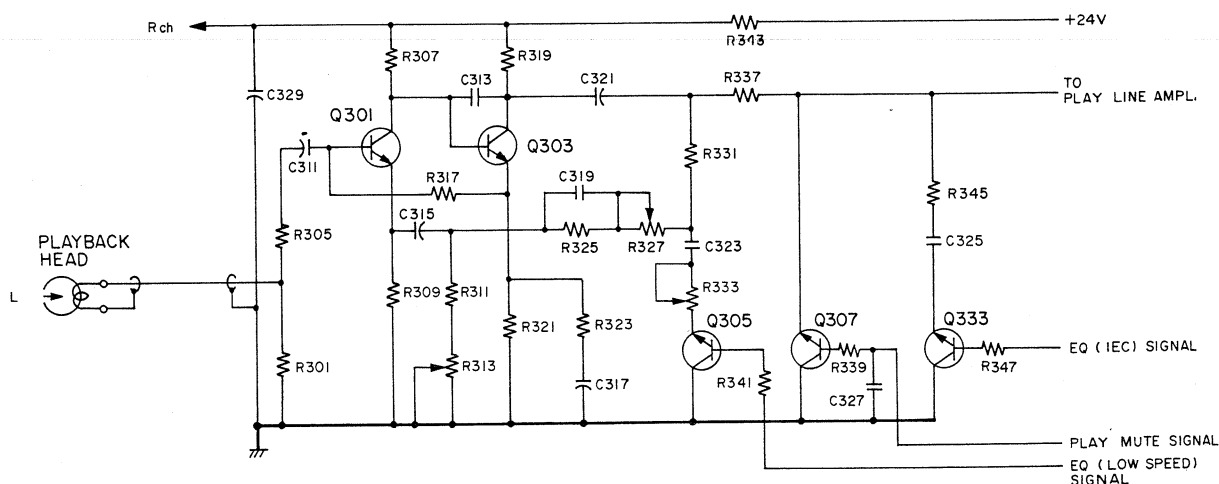 R ch
+24V
R343
R307
R319
C313
C321
R337
TO
PLAY LINE AMPL.
C329
Q301
Q303
C311
R317
R331
C319
R345
C315
R325
R327
C323
C325
R305
PLAYBACK
HEAD
L
R309
R311
R333
R321
R323
Q305
Q307
Q333
EQ (IEC) SIGNAL
R301
R313
R341
R339
R347
C317
C327
PLAY MUTE SIGNAL
EQ (LOW SPEED)
SIGNAL